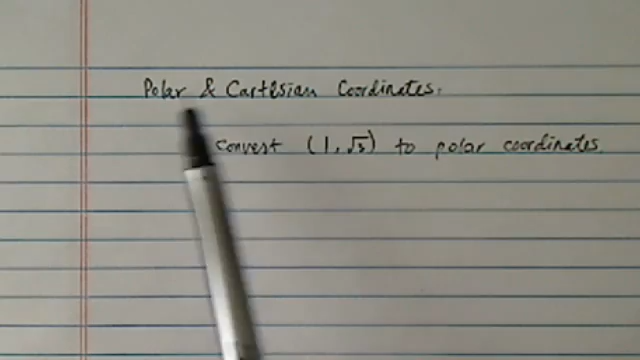 Polar & Cartesian Coordinates:
convert (1, √3) to polar coordinates.